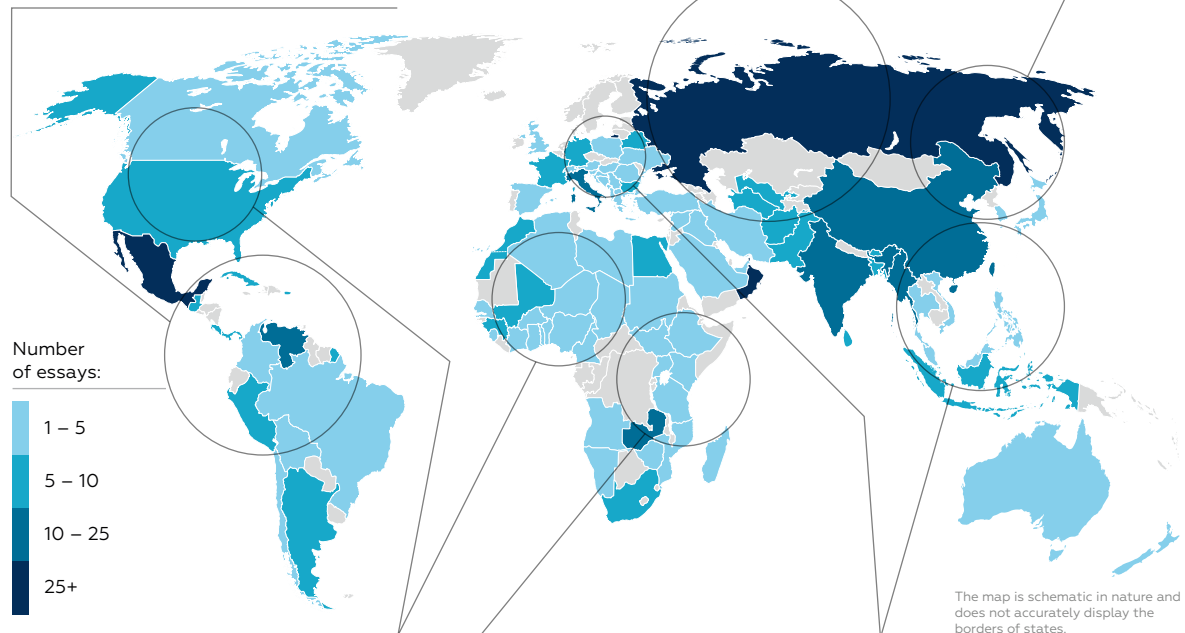 Number
of essays:
1 – 5
5 – 10
10 – 25
25+
The map is schematic in nature and
does not accurately display the
borders of states.